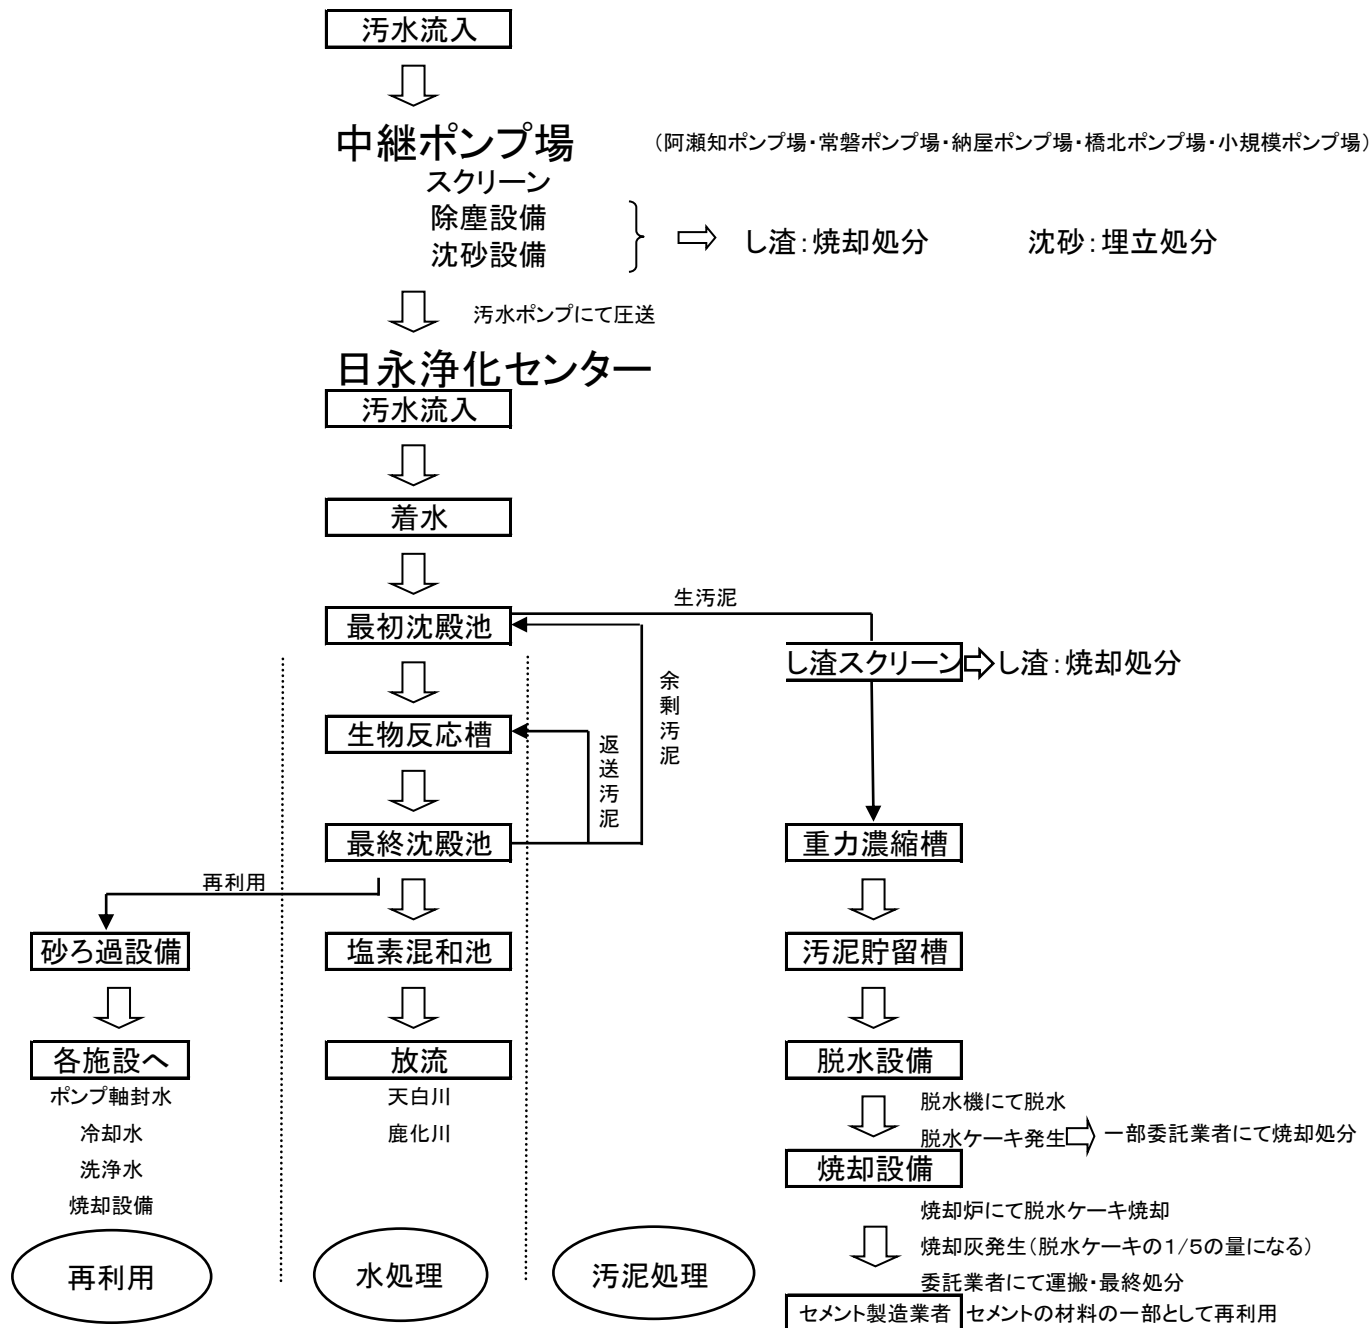 汚水流入
中継ポンプ場
（阿瀬知ポンプ場・常磐ポンプ場・納屋ポンプ場・橋北ポンプ場・小規模ポンプ場）
スクリーン
除塵設備
沈砂設備
し渣：焼却処分
沈砂：埋立処分
汚水ポンプにて圧送
日永浄化センター
汚水流入
着水
生汚泥
最初沈殿池
し渣スクリーン
し渣：焼却処分
余剰汚泥
生物反応槽
返送汚泥
最終沈殿池
重力濃縮槽
再利用
砂ろ過設備
塩素混和池
汚泥貯留槽
各施設へ
放流
脱水設備
ポンプ軸封水
冷却水
洗浄水
焼却設備
天白川
鹿化川
脱水機にて脱水
脱水ケーキ発生
一部委託業者にて焼却処分
焼却設備
焼却炉にて脱水ケーキ焼却
焼却灰発生（脱水ケーキの１/５の量になる）
委託業者にて運搬・最終処分
再利用
水処理
汚泥処理
セメント製造業者
セメントの材料の一部として再利用